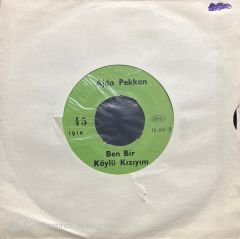 Ajda Pekkan
45
IŞIK
Ben Bir
Köylü Kızıyım